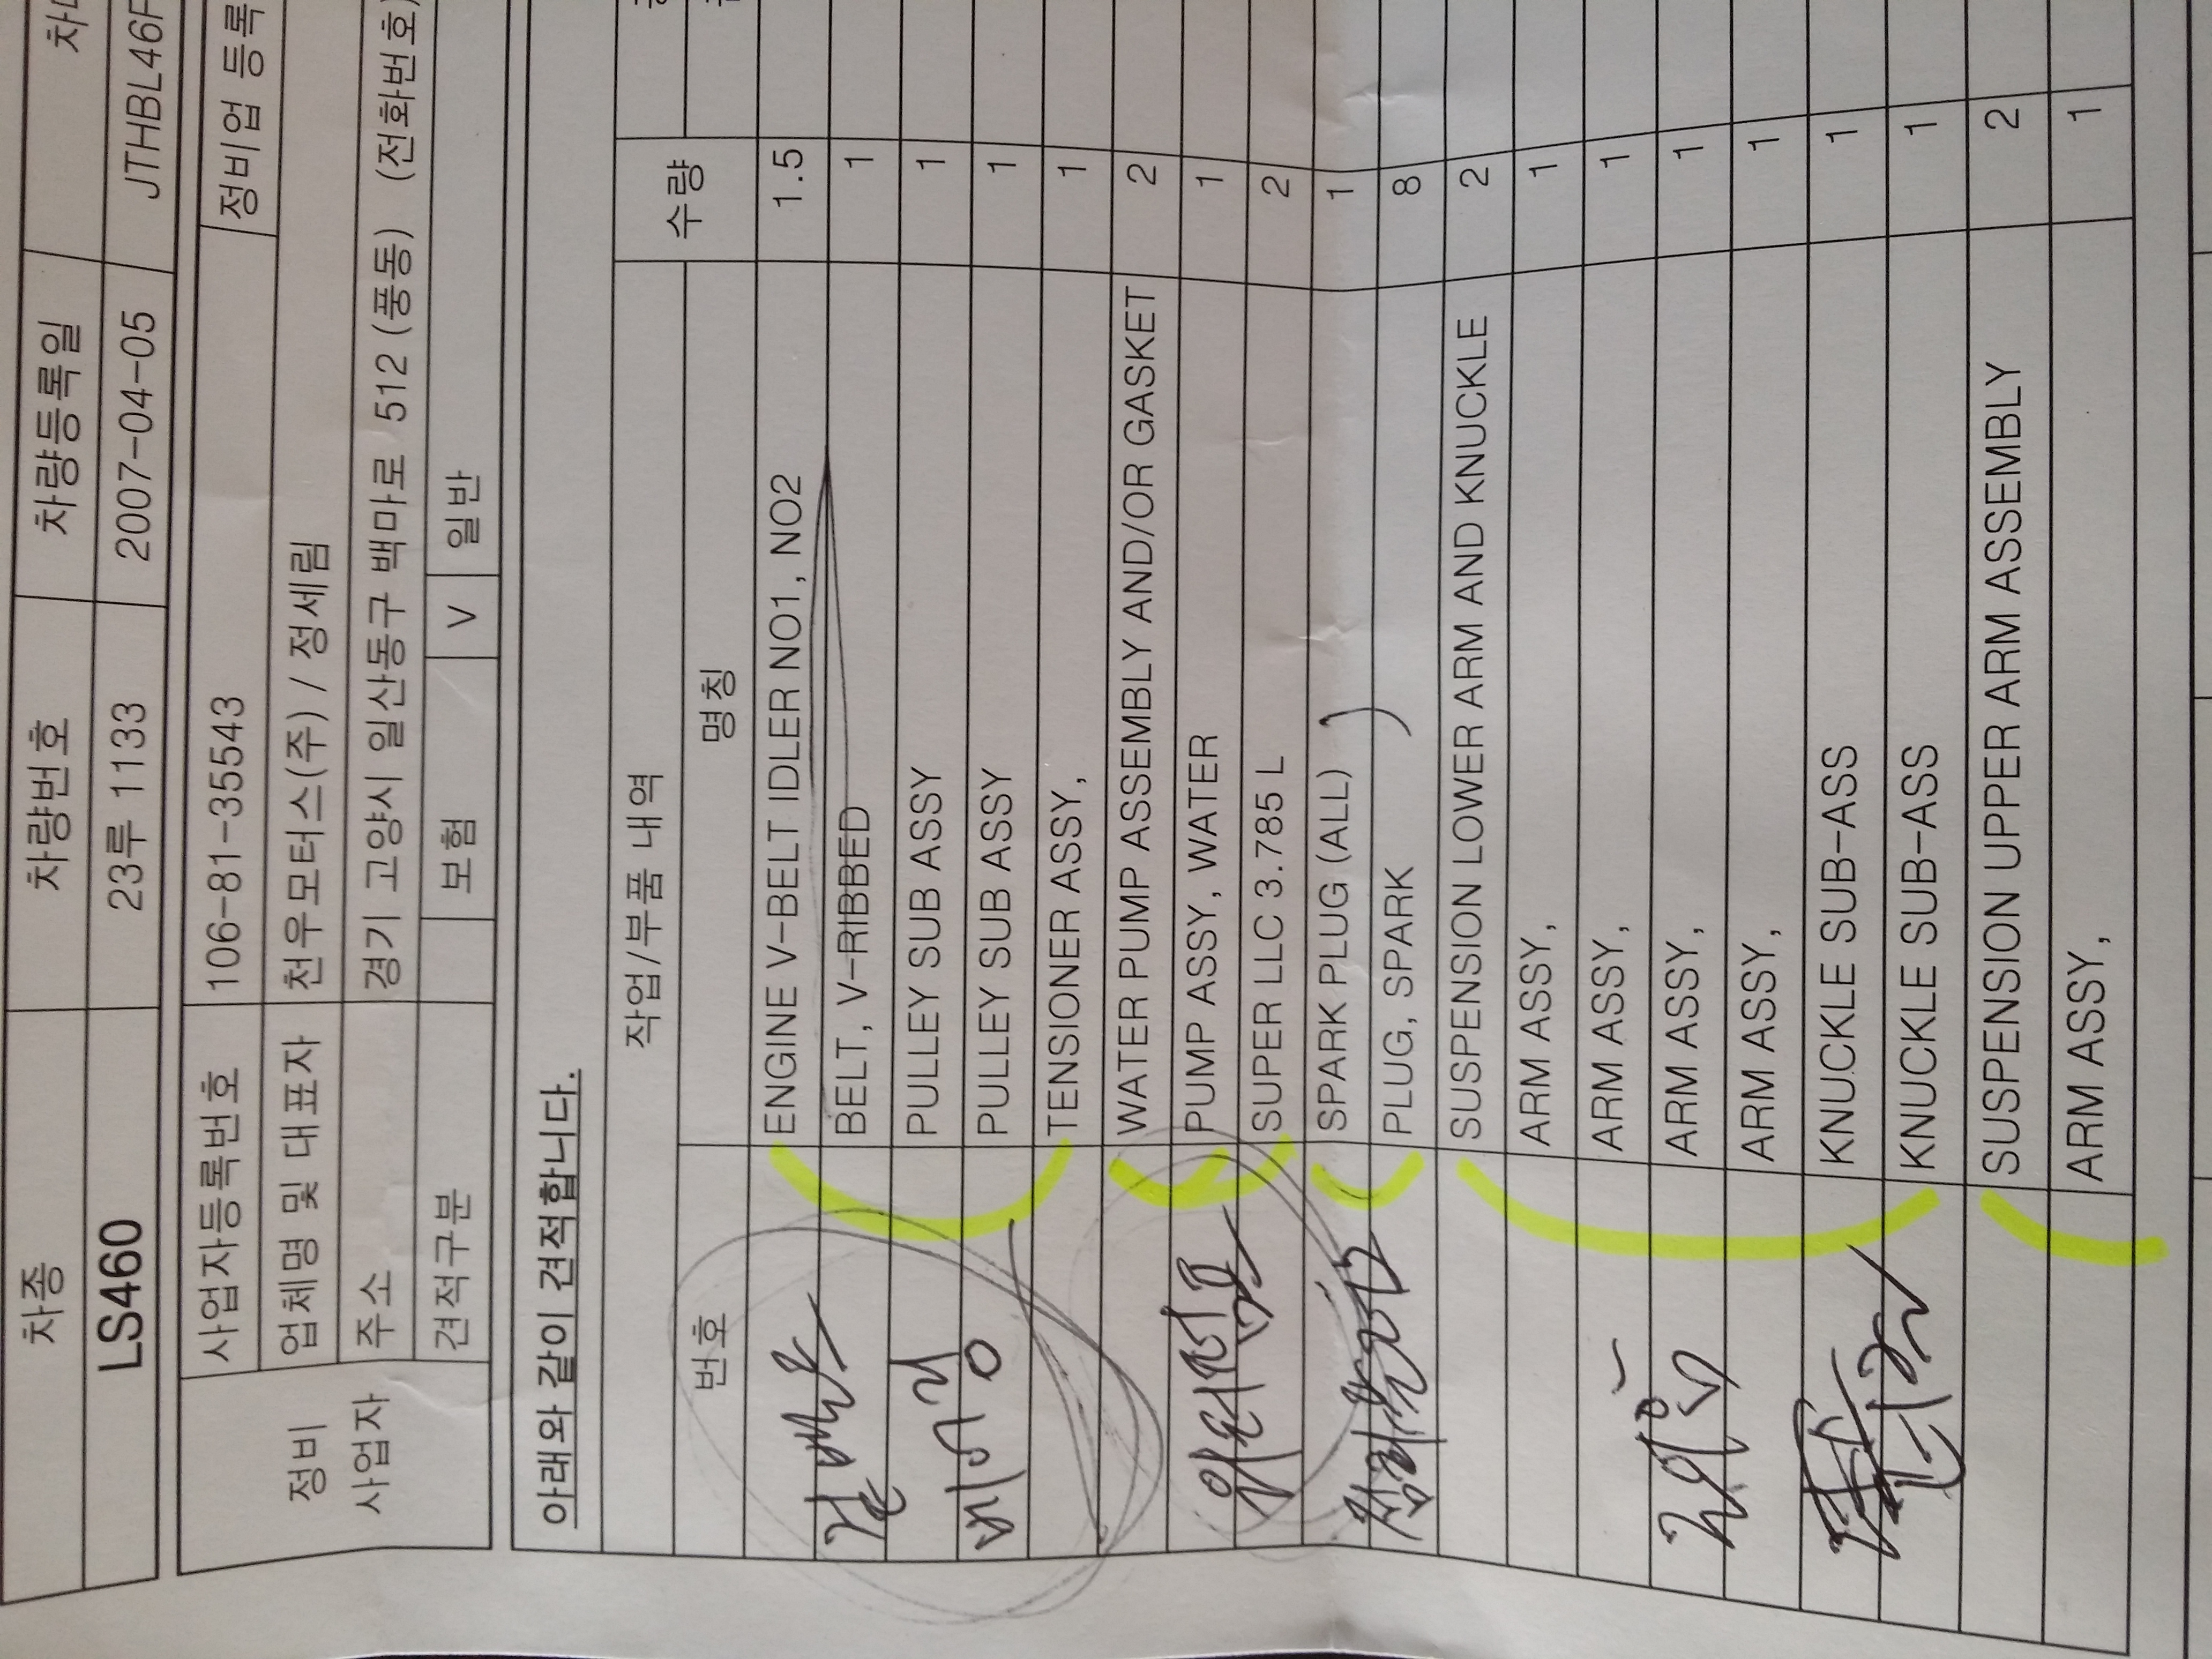 차종 차량번호 차량등록일 차
LS460 23루 1133 2007-04-05 JTHBL46F
정비 사업자
사업자등록번호 106-81-35543 정비업 등록
업체명 및 대표자 천우모터스(주) / 정세림
주소 경기 고양시 일산동구 백마로 512 (풍동) (전화번호)
견적구분 보험 V 일반
아래와 같이 견적합니다.
작업/부품 내역
번호 명칭 수량
ENGINE V-BELT IDLER NO1, NO2 1.5
BELT, V-RIBBED 1
PULLEY SUB ASSY 1
PULLEY SUB ASSY 1
TENSIONER ASSY, 1
WATER PUMP ASSEMBLY AND/OR GASKET 2
PUMP ASSY, WATER 1
SUPER LLC 3.785 L 2
SPARK PLUG (ALL) 1
PLUG, SPARK 8
SUSPENSION LOWER ARM AND KNUCKLE 2
ARM ASSY, 1
ARM ASSY, 1
ARM ASSY, 1
ARM ASSY, 1
KNUCKLE SUB-ASS 1
KNUCKLE SUB-ASS 1
SUSPENSION UPPER ARM ASSEMBLY 2
ARM ASSY, 1